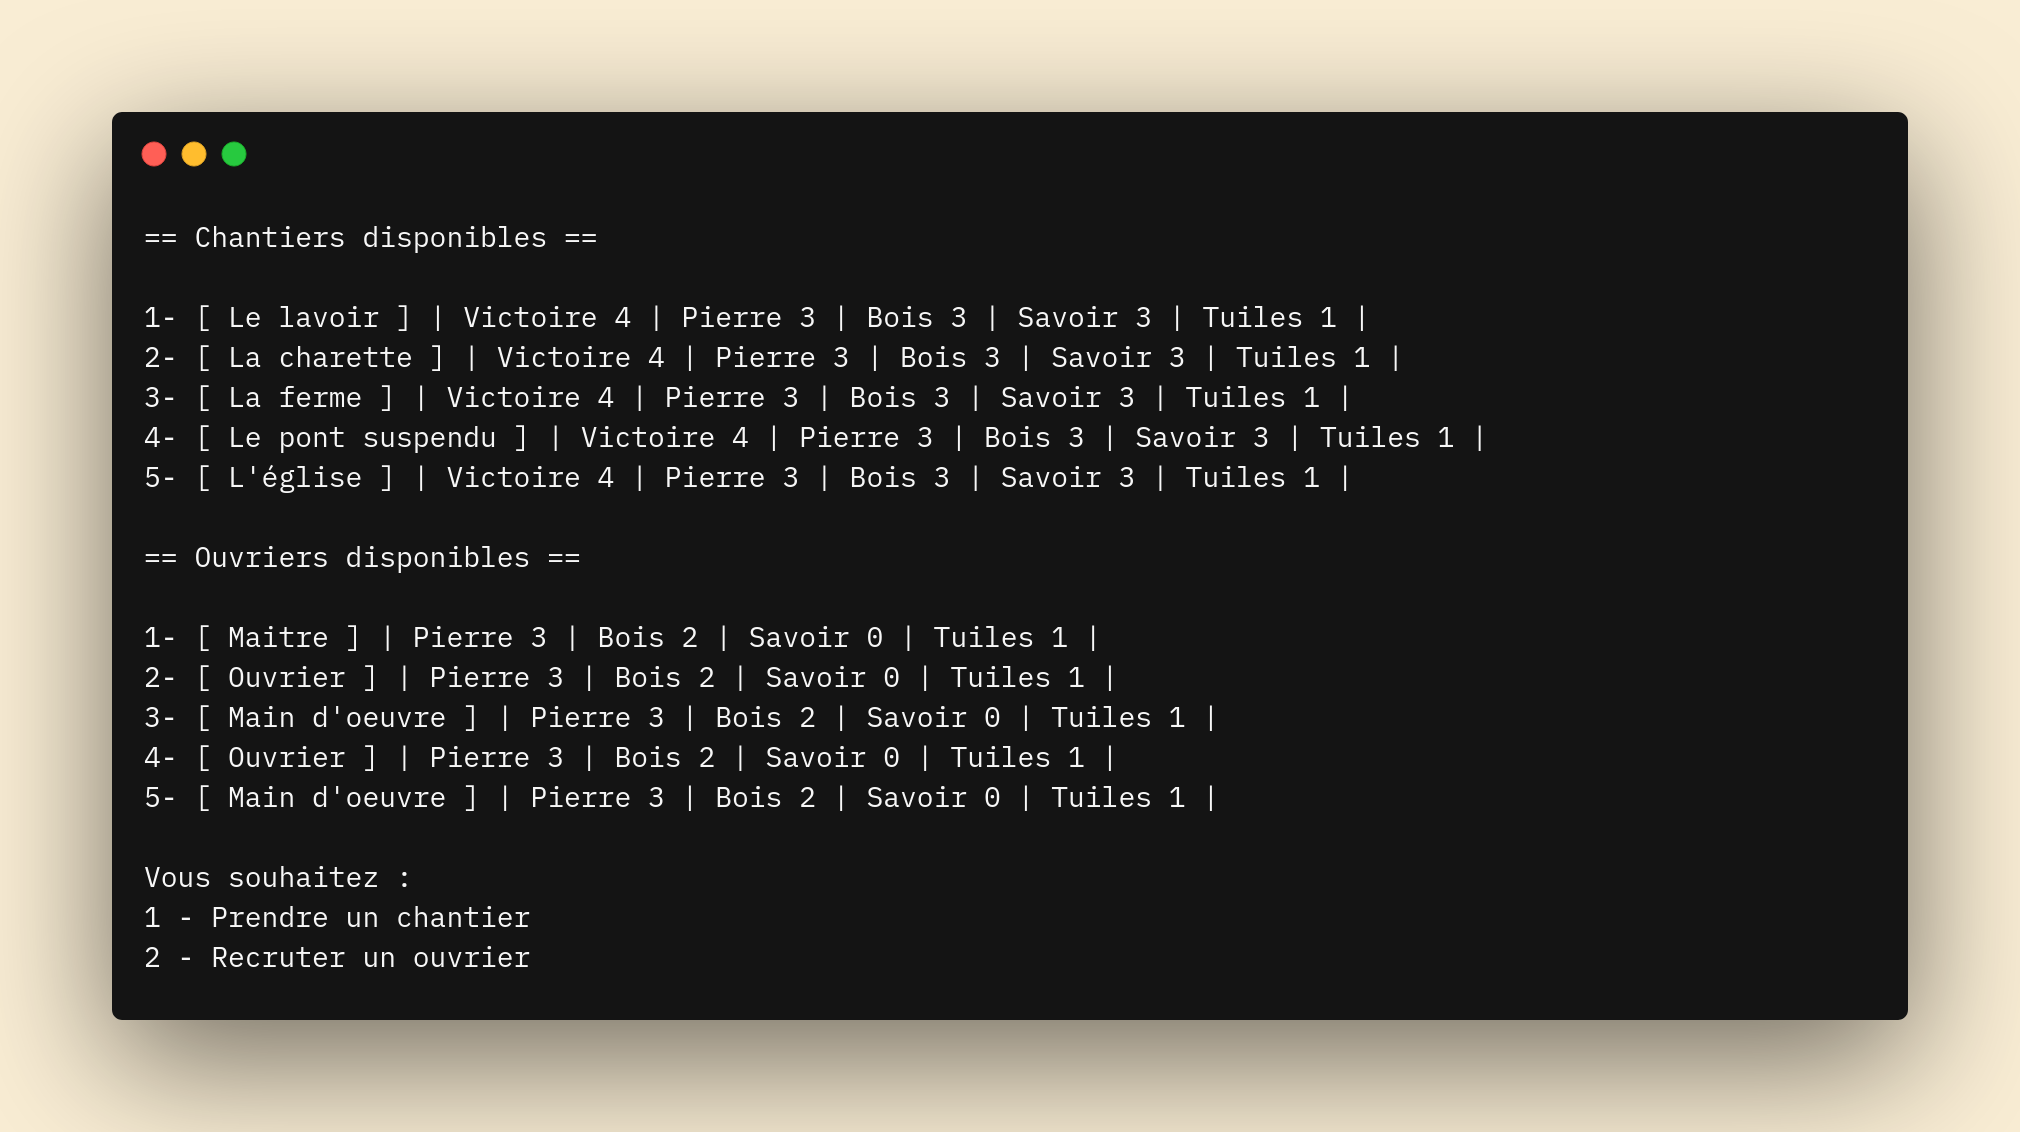 == Chantiers disponibles ==
1- [ Le lavoir ] | Victoire 4 | Pierre 3 | Bois 3 | Savoir 3 | Tuiles 1 |
2- [ La charette ] | Victoire 4 | Pierre 3 | Bois 3 | Savoir 3 | Tuiles 1 |
3- [ La ferme ] | Victoire 4 | Pierre 3 | Bois 3 | Savoir 3 | Tuiles 1 |
4- [ Le pont suspendu ] | Victoire 4 | Pierre 3 | Bois 3 | Savoir 3 | Tuiles 1 |
5- [ L'église ] | Victoire 4 | Pierre 3 | Bois 3 | Savoir 3 | Tuiles 1 |
== Ouvriers disponibles ==
1- [ Maitre ] | Pierre 3 | Bois 2 | Savoir 0 | Tuiles 1 |
2- [ Ouvrier ] | Pierre 3 | Bois 2 | Savoir 0 | Tuiles 1 |
3- [ Main d'oeuvre ] | Pierre 3 | Bois 2 | Savoir 0 | Tuiles 1 |
4- [ Ouvrier ] | Pierre 3 | Bois 2 | Savoir 0 | Tuiles 1 |
5- [ Main d'oeuvre ] | Pierre 3 | Bois 2 | Savoir 0 | Tuiles 1 |
Vous souhaitez :
1 - Prendre un chantier
2 - Recruter un ouvrier